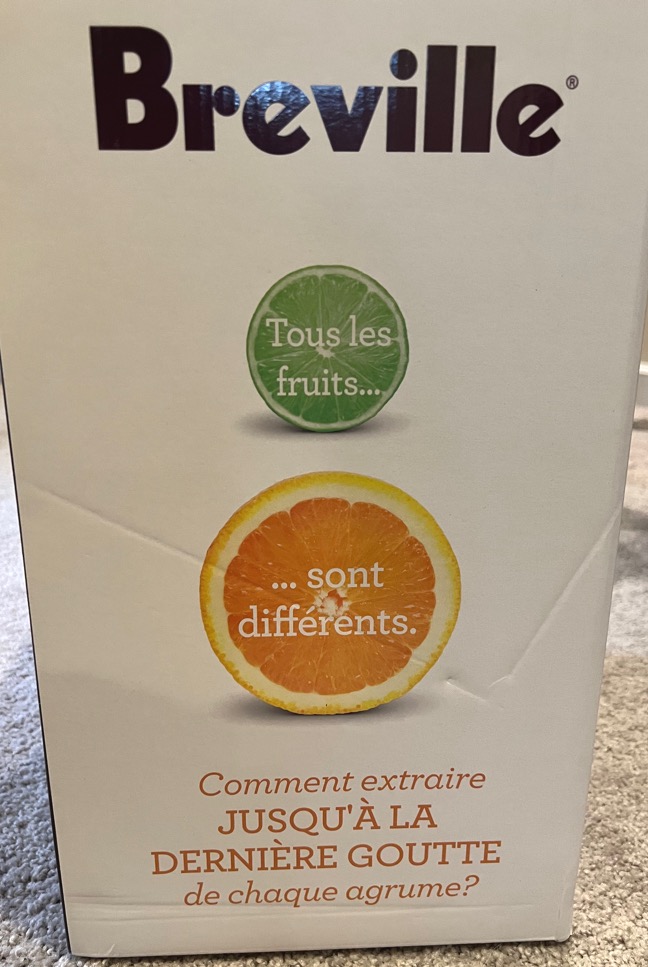 Breville®
Tous les
fruits...
... sont
différents.
Comment extraire
JUSQU'À LA
DERNIÈRE GOUTTE
de chaque agrume?